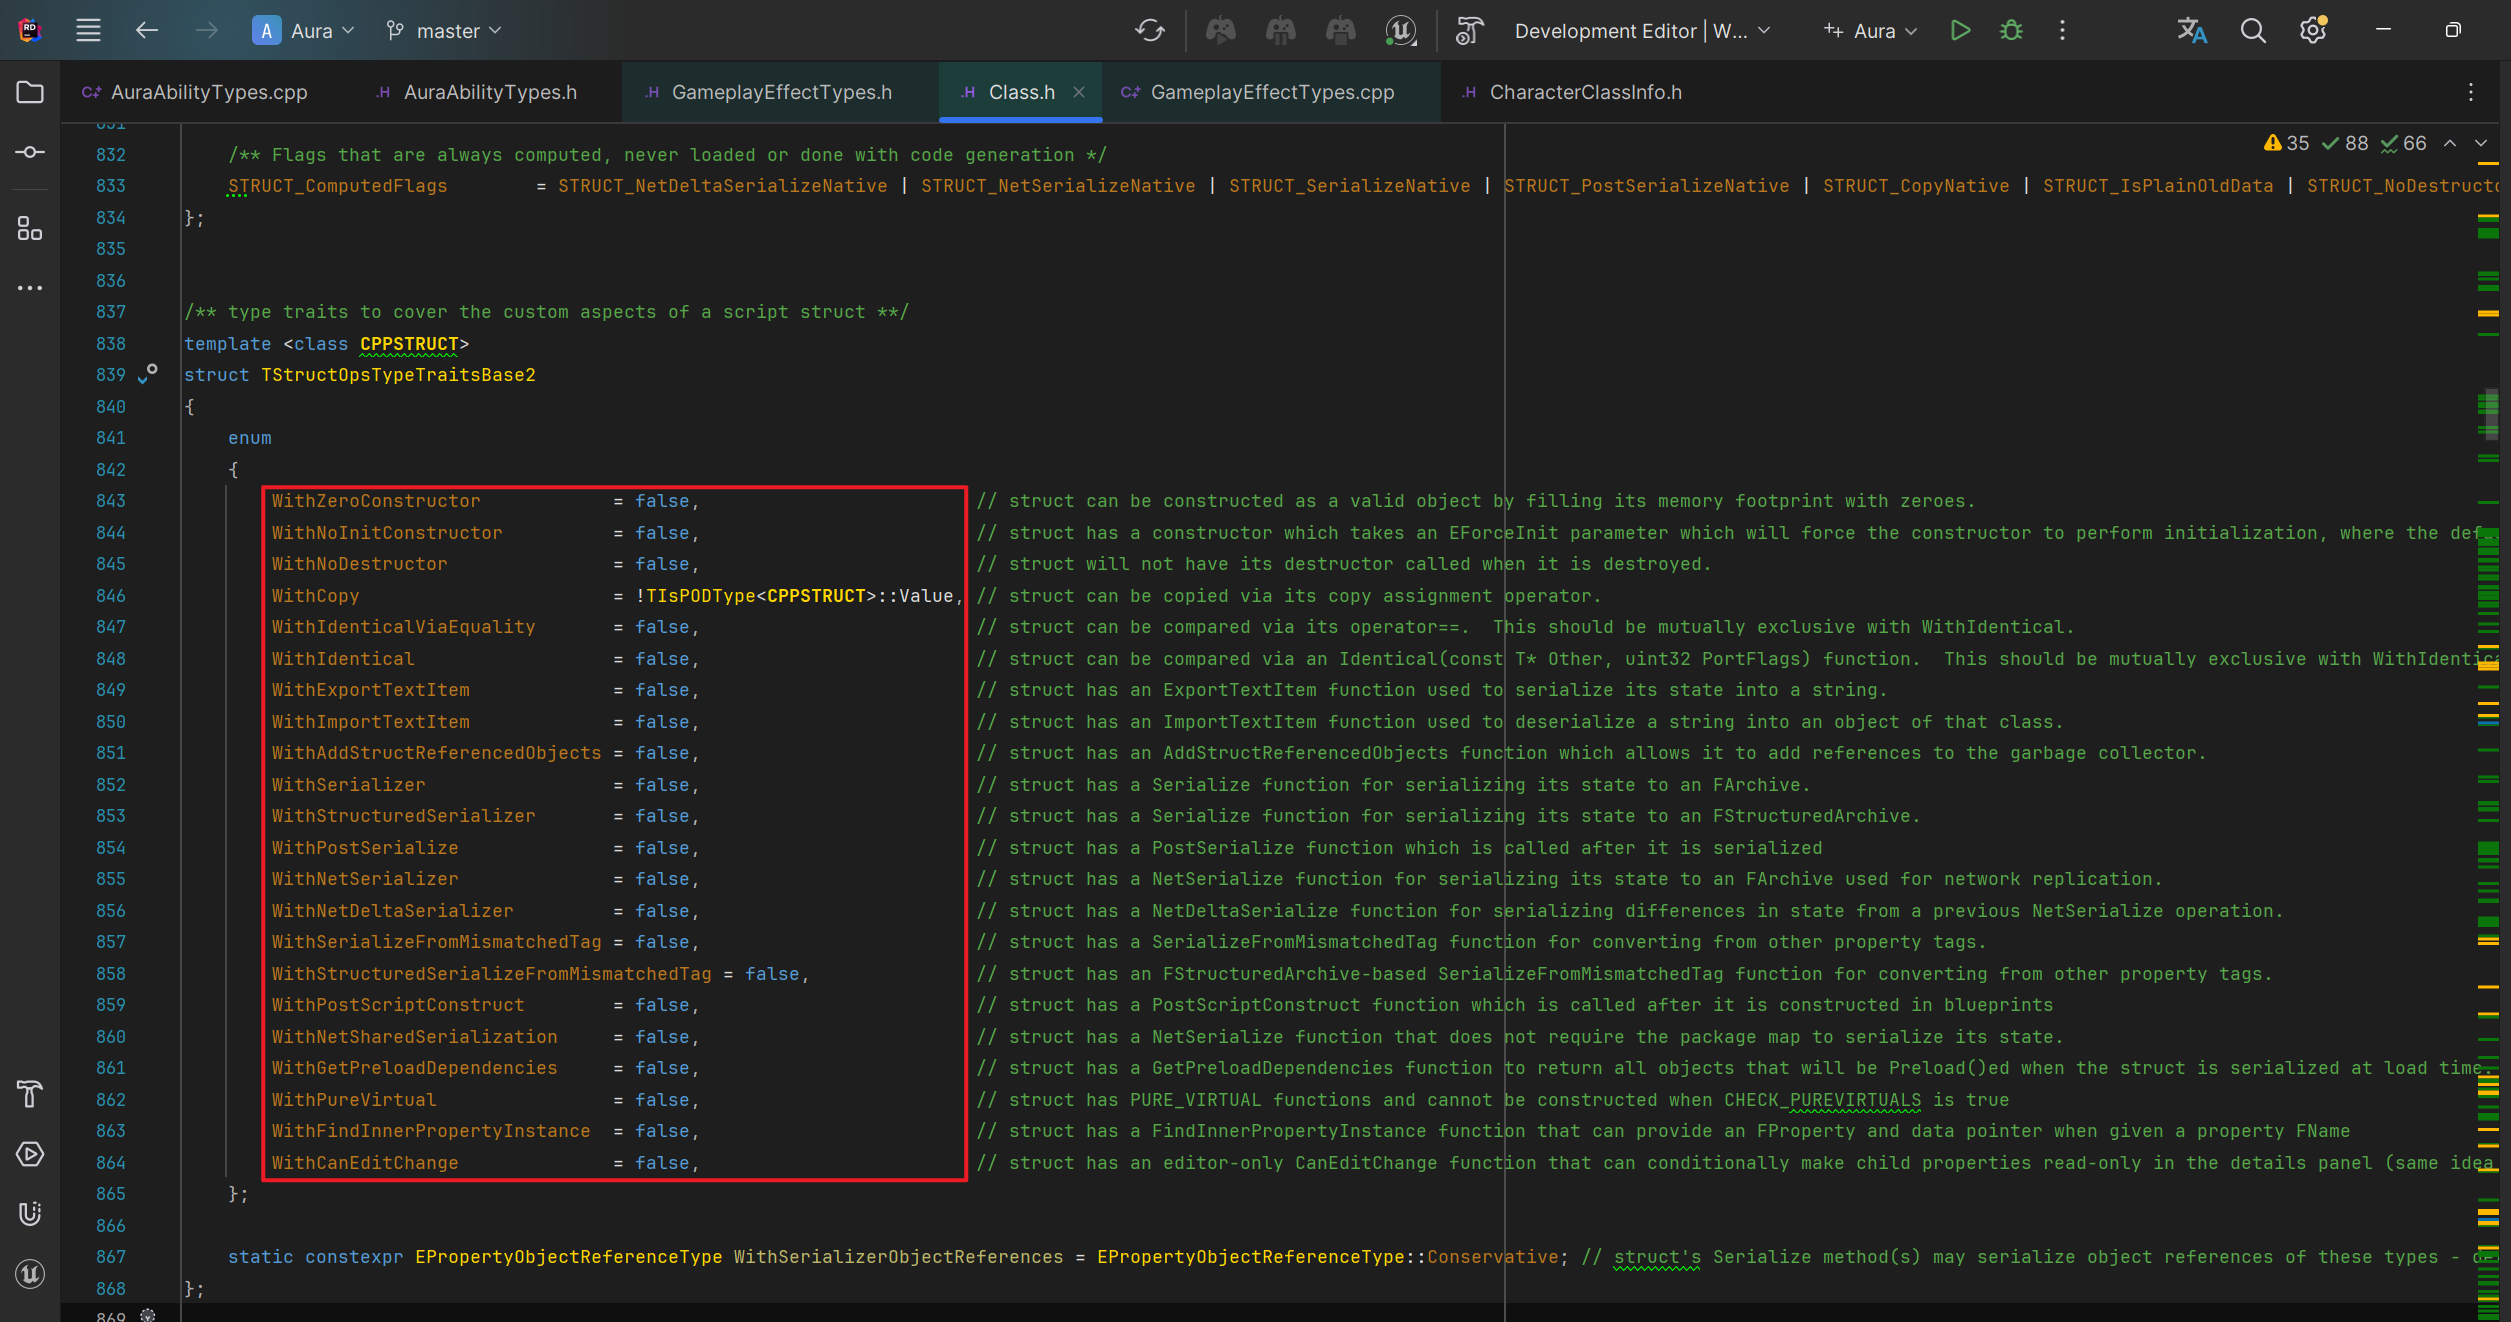 A Aura master Development Editor | W... Aura
AuraAbilityTypes.cpp .H AuraAbilityTypes.h .H GameplayEffectTypes.h .H Class.h GameplayEffectTypes.cpp .H CharacterClassInfo.h
35 88 66
831
832 /** Flags that are always computed, never loaded or done with code generation */
833 STRUCT_ComputedFlags = STRUCT_NetDeltaSerializeNative | STRUCT_NetSerializeNative | STRUCT_SerializeNative | STRUCT_PostSerializeNative | STRUCT_CopyNative | STRUCT_IsPlainOldData | STRUCT_NoDestructo
834 };
835
836
837 /** type traits to cover the custom aspects of a script struct **/
838 template <class CPPSTRUCT>
839 struct TStructOpsTypeTraitsBase2
840 {
841 enum
842 {
843 WithZeroConstructor = false, // struct can be constructed as a valid object by filling its memory footprint with zeroes.
844 WithNoInitConstructor = false, // struct has a constructor which takes an EForceInit parameter which will force the constructor to perform initialization, where the def
845 WithNoDestructor = false, // struct will not have its destructor called when it is destroyed.
846 WithCopy = !TIsPODType<CPPSTRUCT>::Value, // struct can be copied via its copy assignment operator.
847 WithIdenticalViaEquality = false, // struct can be compared via its operator==.  This should be mutually exclusive with WithIdentical.
848 WithIdentical = false, // struct can be compared via an Identical(const T* Other, uint32 PortFlags) function.  This should be mutually exclusive with WithIdentic
849 WithExportTextItem = false, // struct has an ExportTextItem function used to serialize its state into a string.
850 WithImportTextItem = false, // struct has an ImportTextItem function used to deserialize a string into an object of that class.
851 WithAddStructReferencedObjects = false, // struct has an AddStructReferencedObjects function which allows it to add references to the garbage collector.
852 WithSerializer = false, // struct has a Serialize function for serializing its state to an FArchive.
853 WithStructuredSerializer = false, // struct has a Serialize function for serializing its state to an FStructuredArchive.
854 WithPostSerialize = false, // struct has a PostSerialize function which is called after it is serialized
855 WithNetSerializer = false, // struct has a NetSerialize function for serializing its state to an FArchive used for network replication.
856 WithNetDeltaSerializer = false, // struct has a NetDeltaSerialize function for serializing differences in state from a previous NetSerialize operation.
857 WithSerializeFromMismatchedTag = false, // struct has a SerializeFromMismatchedTag function for converting from other property tags.
858 WithStructuredSerializeFromMismatchedTag = false, // struct has an FStructuredArchive-based SerializeFromMismatchedTag function for converting from other property tags.
859 WithPostScriptConstruct = false, // struct has a PostScriptConstruct function which is called after it is constructed in blueprints
860 WithNetSharedSerialization = false, // struct has a NetSerialize function that does not require the package map to serialize its state.
861 WithGetPreloadDependencies = false, // struct has a GetPreloadDependencies function to return all objects that will be Preload()ed when the struct is serialized at load time.
862 WithPureVirtual = false, // struct has PURE_VIRTUAL functions and cannot be constructed when CHECK_PUREVIRTUALS is true
863 WithFindInnerPropertyInstance = false, // struct has a FindInnerPropertyInstance function that can provide an FProperty and data pointer when given a property FName
864 WithCanEditChange = false, // struct has an editor-only CanEditChange function that can conditionally make child properties read-only in the details panel (same idea
865 };
866
867 static constexpr EPropertyObjectReferenceType WithSerializerObjectReferences = EPropertyObjectReferenceType::Conservative; // struct's Serialize method(s) may serialize object references of these types -
868 };
869